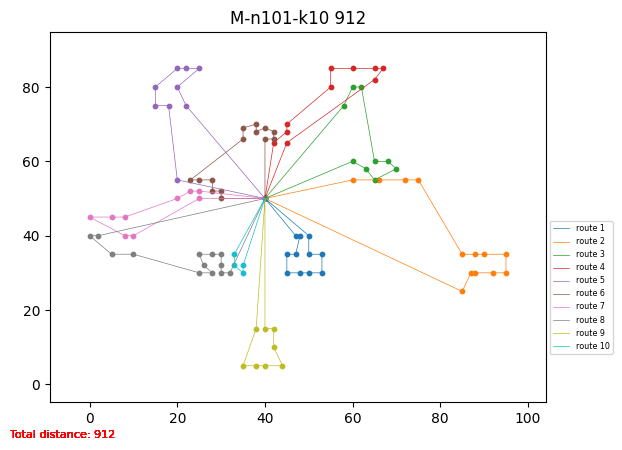 M-n101-k10 912
80
60
40
20
0
0 20 40 60 80 100
route 1
route 2
route 3
route 4
route 5
route 6
route 7
route 8
route 9
route 10
Total distance: 912